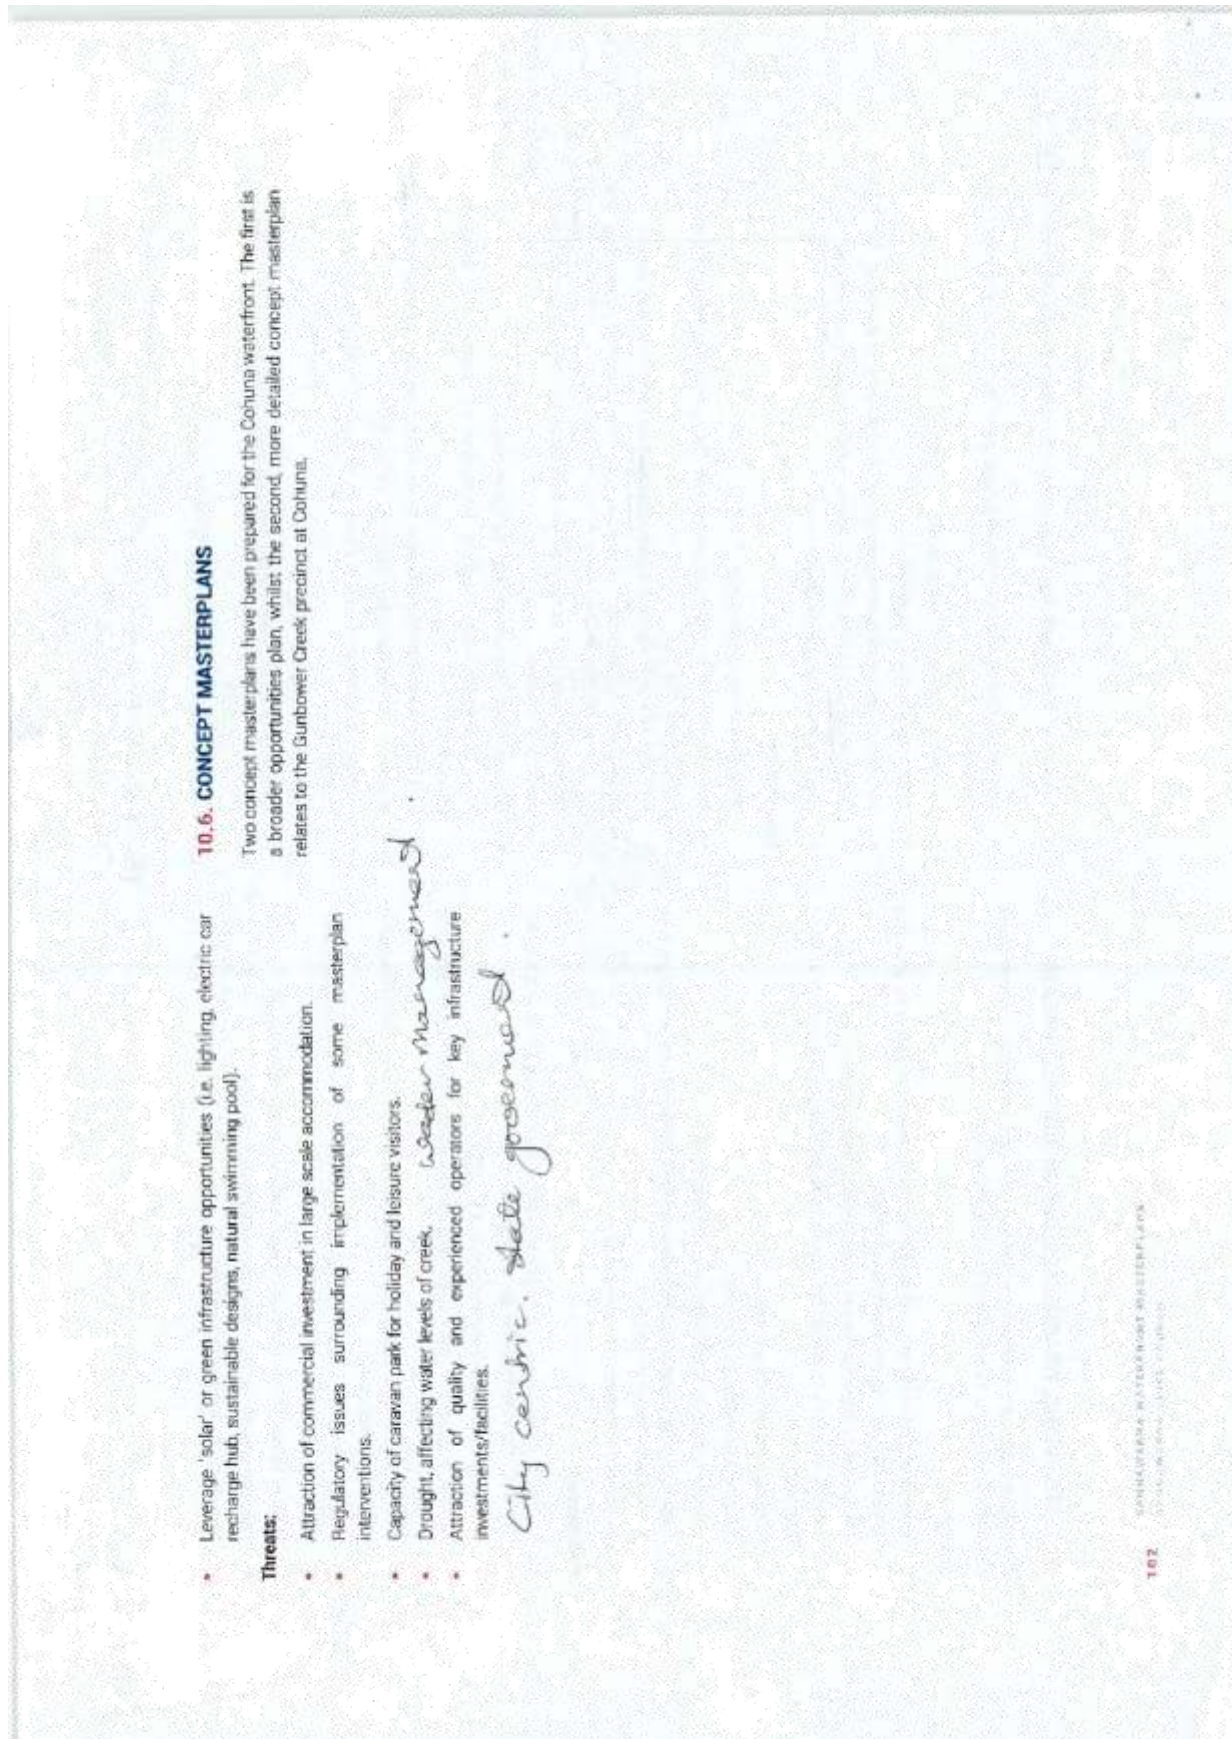 • Leverage 'solar' or green infrastructure opportunities (i.e. lighting, electric car
recharge hub, sustainable designs, natural swimming pool).
Threats:
• Attraction of commercial investment in large scale accommodation.
• Regulatory issues surrounding implementation of some masterplan
interventions.
• Capacity of caravan park for holiday and leisure visitors.
• Drought, affecting water levels of creek. water management.
• Attraction of quality and experienced operators for key infrastructure
investments/facilities.
City centric. State government.
10.6. CONCEPT MASTERPLANS
Two concept masterplans have been prepared for the Cohuna waterfront. The first is
a broader opportunities plan, whilst the second, more detailed concept masterplan
relates to the Gunbower Creek precinct at Cohuna.
102 GANNAWARRA WATERFRONT MASTERPLANS